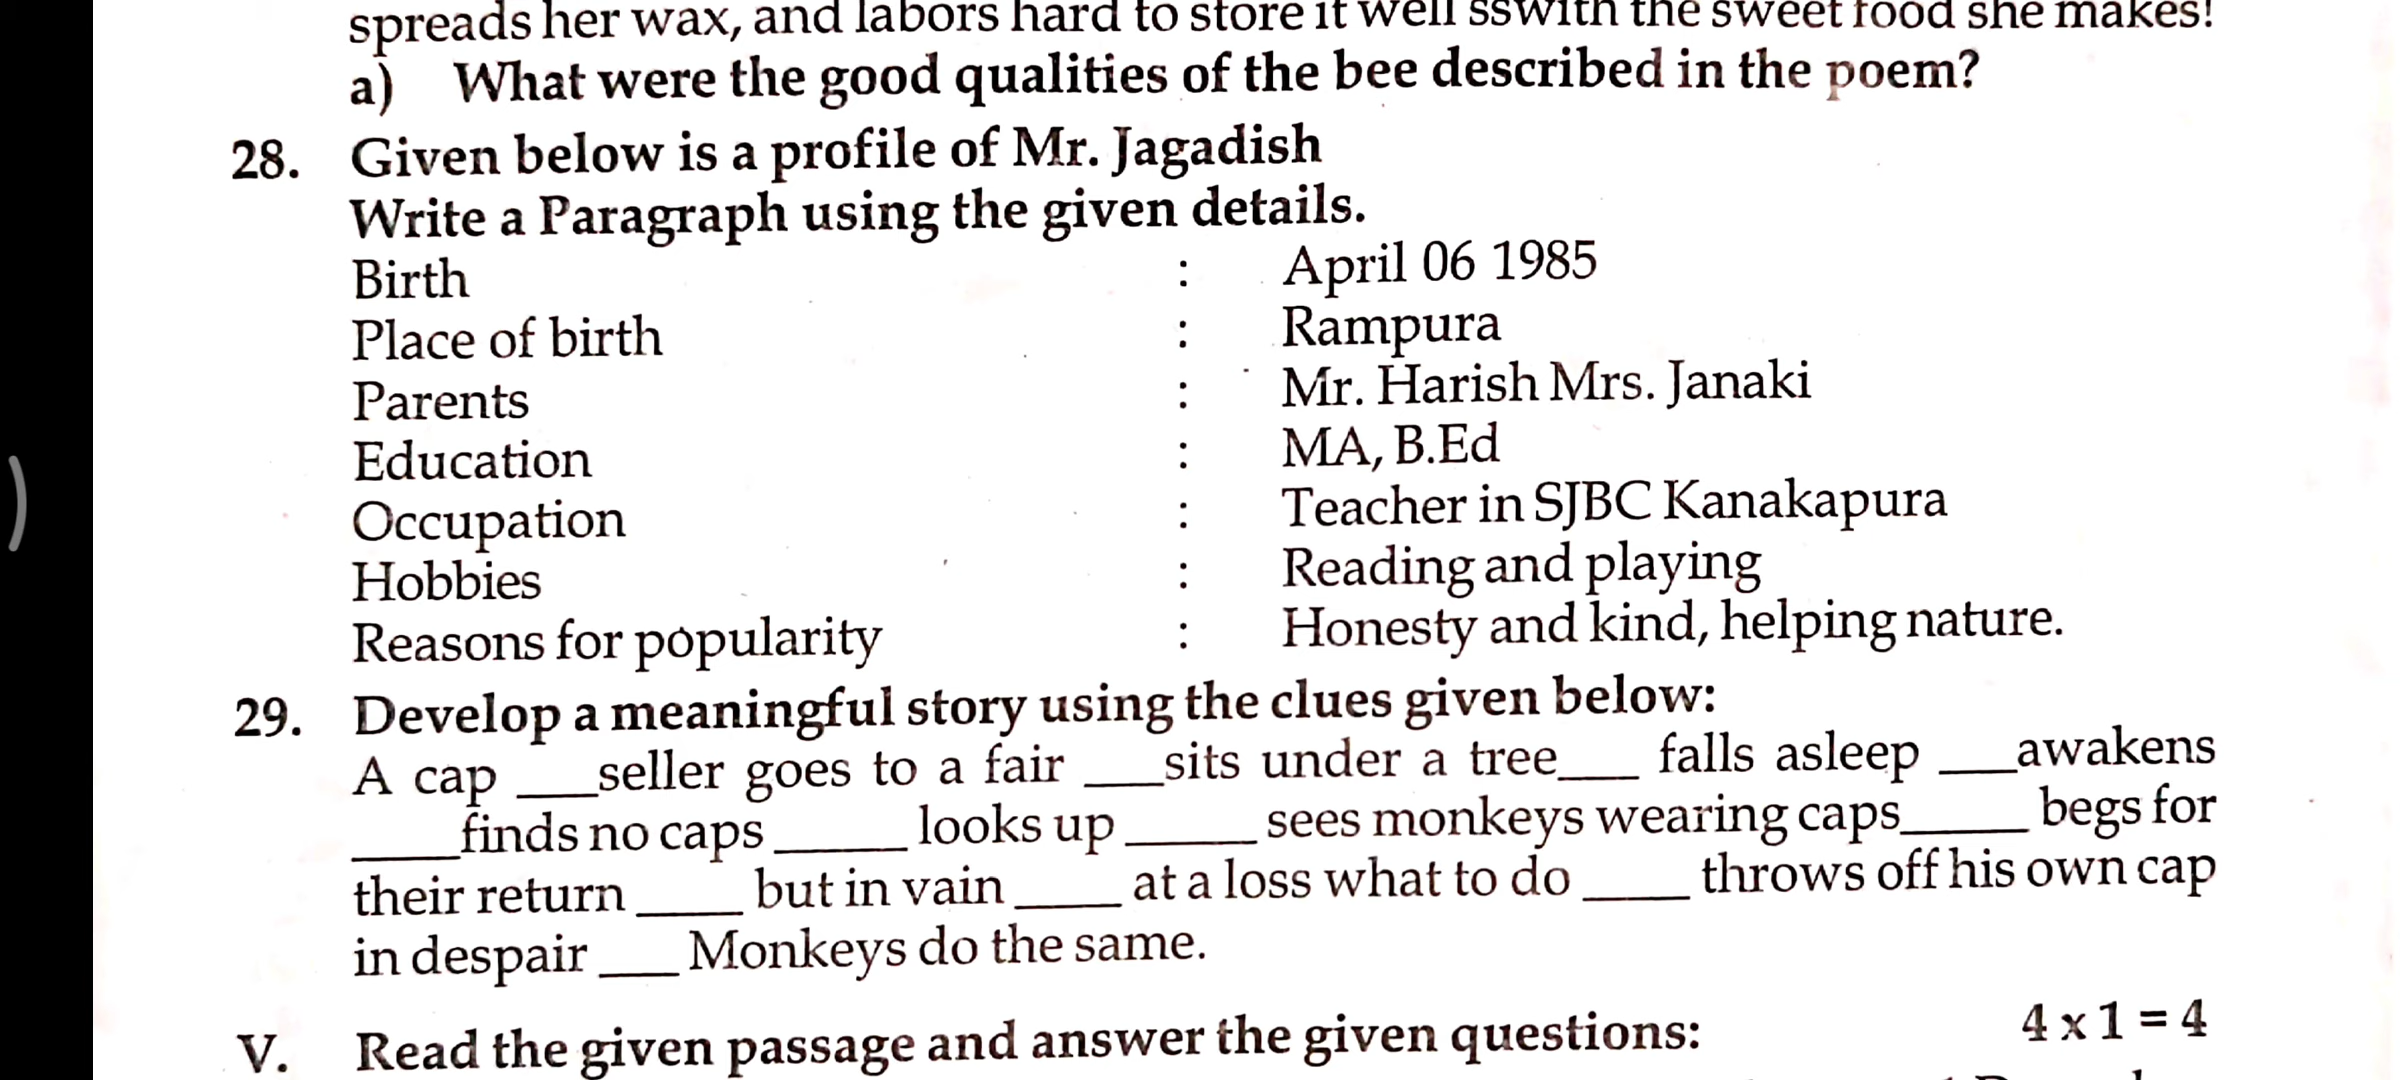 spreads her wax, and labors hard to store it well sswith the sweet food she makes!
a) What were the good qualities of the bee described in the poem?
28. Given below is a profile of Mr. Jagadish
Write a Paragraph using the given details.
Birth : April 06 1985
Place of birth : Rampura
Parents : Mr. Harish Mrs. Janaki
Education : MA, B.Ed
Occupation : Teacher in SJBC Kanakapura
Hobbies : Reading and playing
Reasons for popularity : Honesty and kind, helping nature.
29. Develop a meaningful story using the clues given below:
A cap ___seller goes to a fair ___sits under a tree___ falls asleep ___awakens
____finds no caps _____ looks up _____ sees monkeys wearing caps_____ begs for
their return ____ but in vain ____ at a loss what to do ____ throws off his own cap
in despair ___ Monkeys do the same.
V. Read the given passage and answer the given questions: 4 x 1 = 4